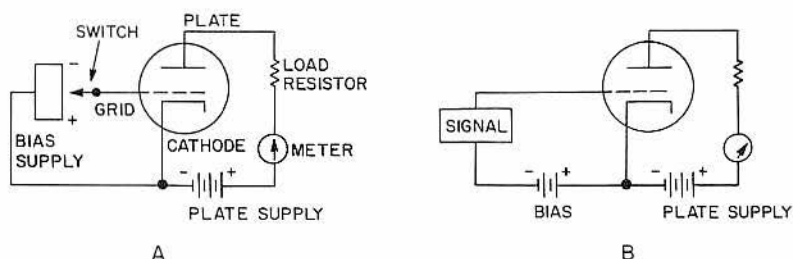 PLATE
SWITCH
-
+
GRID
BIAS
SUPPLY
CATHODE
LOAD
RESISTOR
METER
- +
PLATE SUPPLY
A
SIGNAL
- +
BIAS
- +
PLATE SUPPLY
B